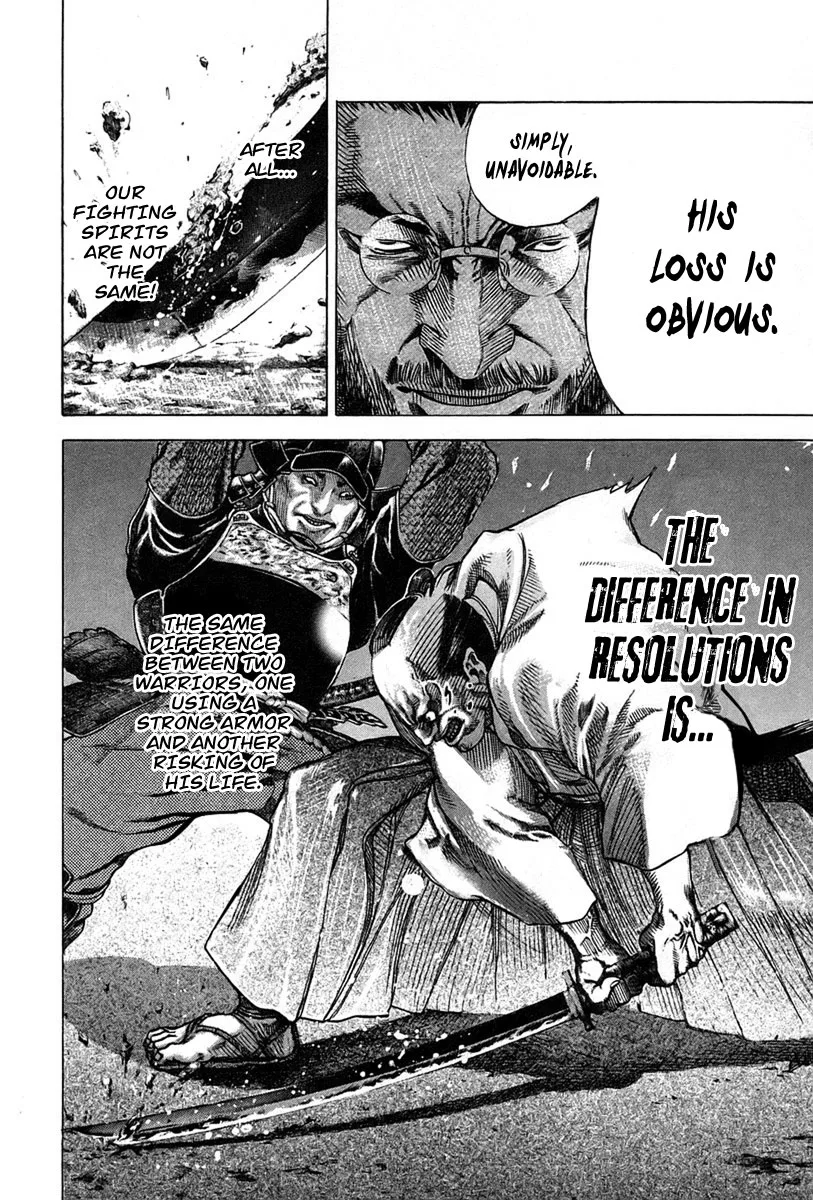 HIS
LOSS IS
OBVIOUS.
SIMPLY,
UNAVOIDABLE.
AFTER
ALL...
OUR
FIGHTING
SPIRITS
ARE NOT
THE
SAME!
THE
DIFFERENCE IN
RESOLUTIONS
IS...
THE SAME
DIFFERENCE
BETWEEN TWO
WARRIORS, ONE
USING A
STRONG ARMOR
AND ANOTHER
RISKING OF
HIS LIFE.